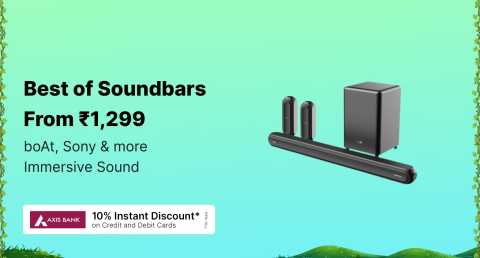 Best of Soundbars
From ₹1,299
boAt, Sony & more
Immersive Sound
AXIS BANK
10% Instant Discount*
on Credit and Debit Cards